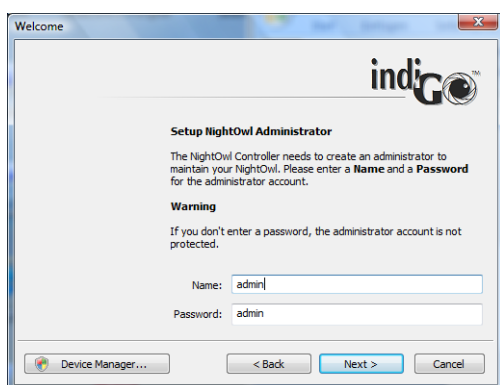 Welcome
indiGo™
Setup NightOwl Administrator
The NightOwl Controller needs to create an administrator to
maintain your NightOwl. Please enter a Name and a Password
for the administrator account.
Warning
If you don't enter a password, the administrator account is not
protected.
Name: admin
Password: admin
Device Manager...
< Back
Next >
Cancel